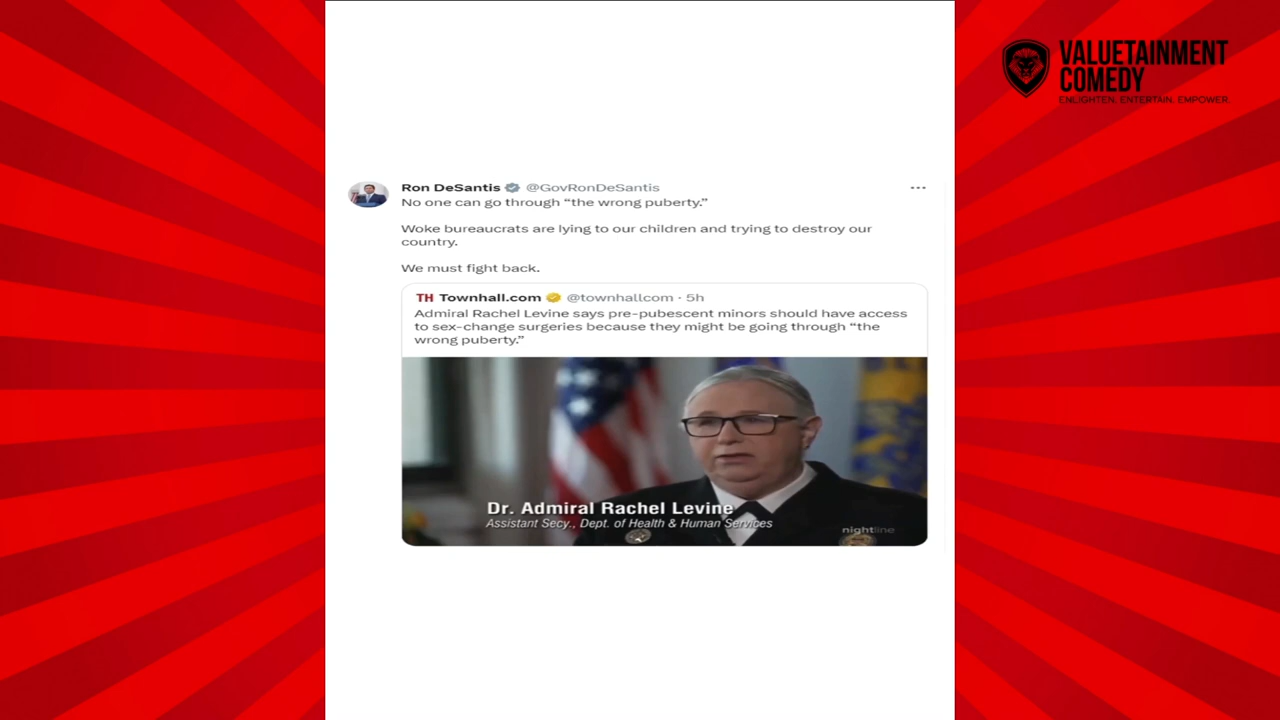 VALUETAINMENT
COMEDY
ENLIGHTEN. ENTERTAIN. EMPOWER.
Ron DeSantis @GovRonDeSantis
No one can go through “the wrong puberty.”
Woke bureaucrats are lying to our children and trying to destroy our
country.
We must fight back.
TH Townhall.com @townhallcom · 5h
Admiral Rachel Levine says pre-pubescent minors should have access
to sex-change surgeries because they might be going through “the
wrong puberty.”
Dr. Admiral Rachel Levine
Assistant Secy., Dept. of Health & Human Services
nightline